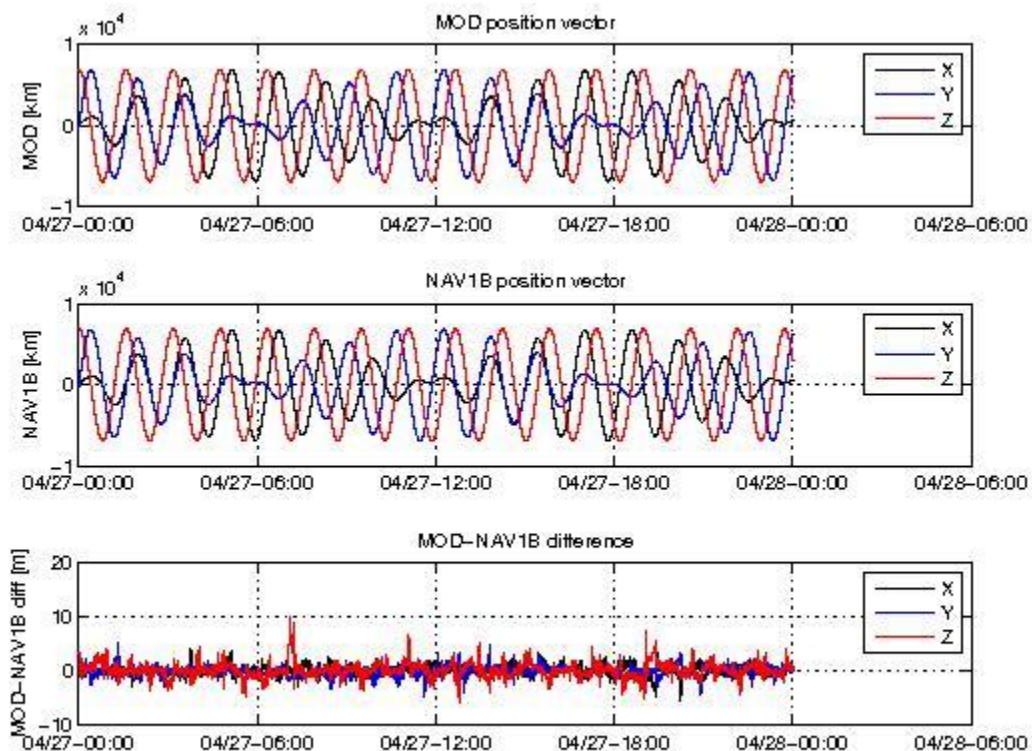 MOD position vector
x 10^4
1
0
−1
MOD [km]
X
Y
Z
04/27−00:00 04/27−06:00 04/27−12:00 04/27−18:00 04/28−00:00 04/28−06:00
NAV1B position vector
x 10^4
1
0
−1
NAV1B [km]
X
Y
Z
04/27−00:00 04/27−06:00 04/27−12:00 04/27−18:00 04/28−00:00 04/28−06:00
MOD−NAV1B difference
20
10
0
−10
MOD−NAV1B diff [m]
X
Y
Z
04/27−00:00 04/27−06:00 04/27−12:00 04/27−18:00 04/28−00:00 04/28−06:00